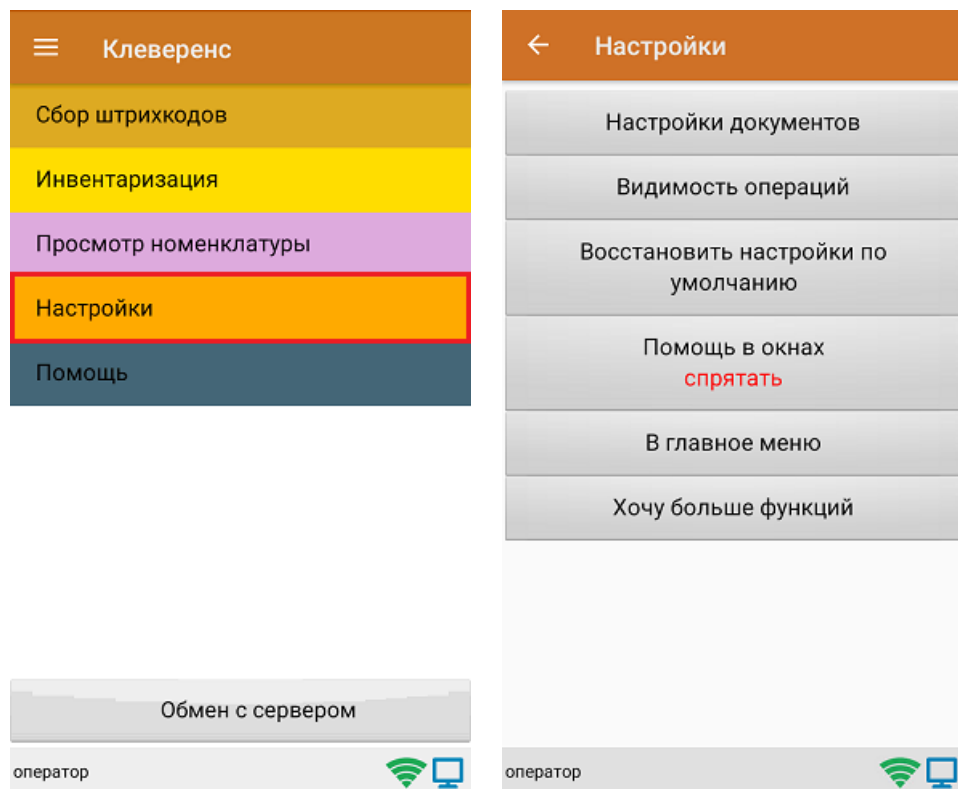 Клеверенс
Сбор штрихкодов
Инвентаризация
Просмотр номенклатуры
Настройки
Помощь
Обмен с сервером
оператор
Настройки
Настройки документов
Видимость операций
Восстановить настройки по
умолчанию
Помощь в окнах
спрятать
В главное меню
Хочу больше функций
оператор